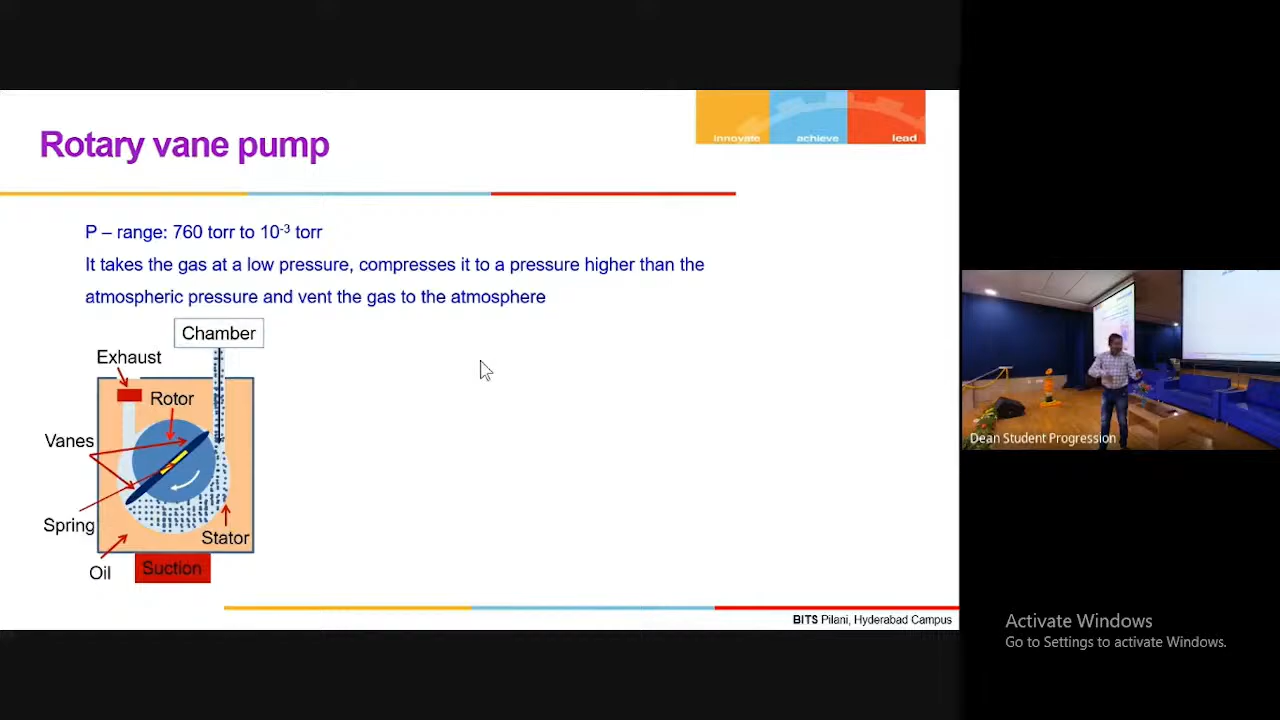 innovate achieve lead
Rotary vane pump
P – range: 760 torr to 10⁻³ torr
It takes the gas at a low pressure, compresses it to a pressure higher than the
atmospheric pressure and vent the gas to the atmosphere
Chamber
Exhaust
Rotor
Vanes
Spring
Stator
Oil
Suction
BITS Pilani, Hyderabad Campus
Dean Student Progression
Activate Windows
Go to Settings to activate Windows.